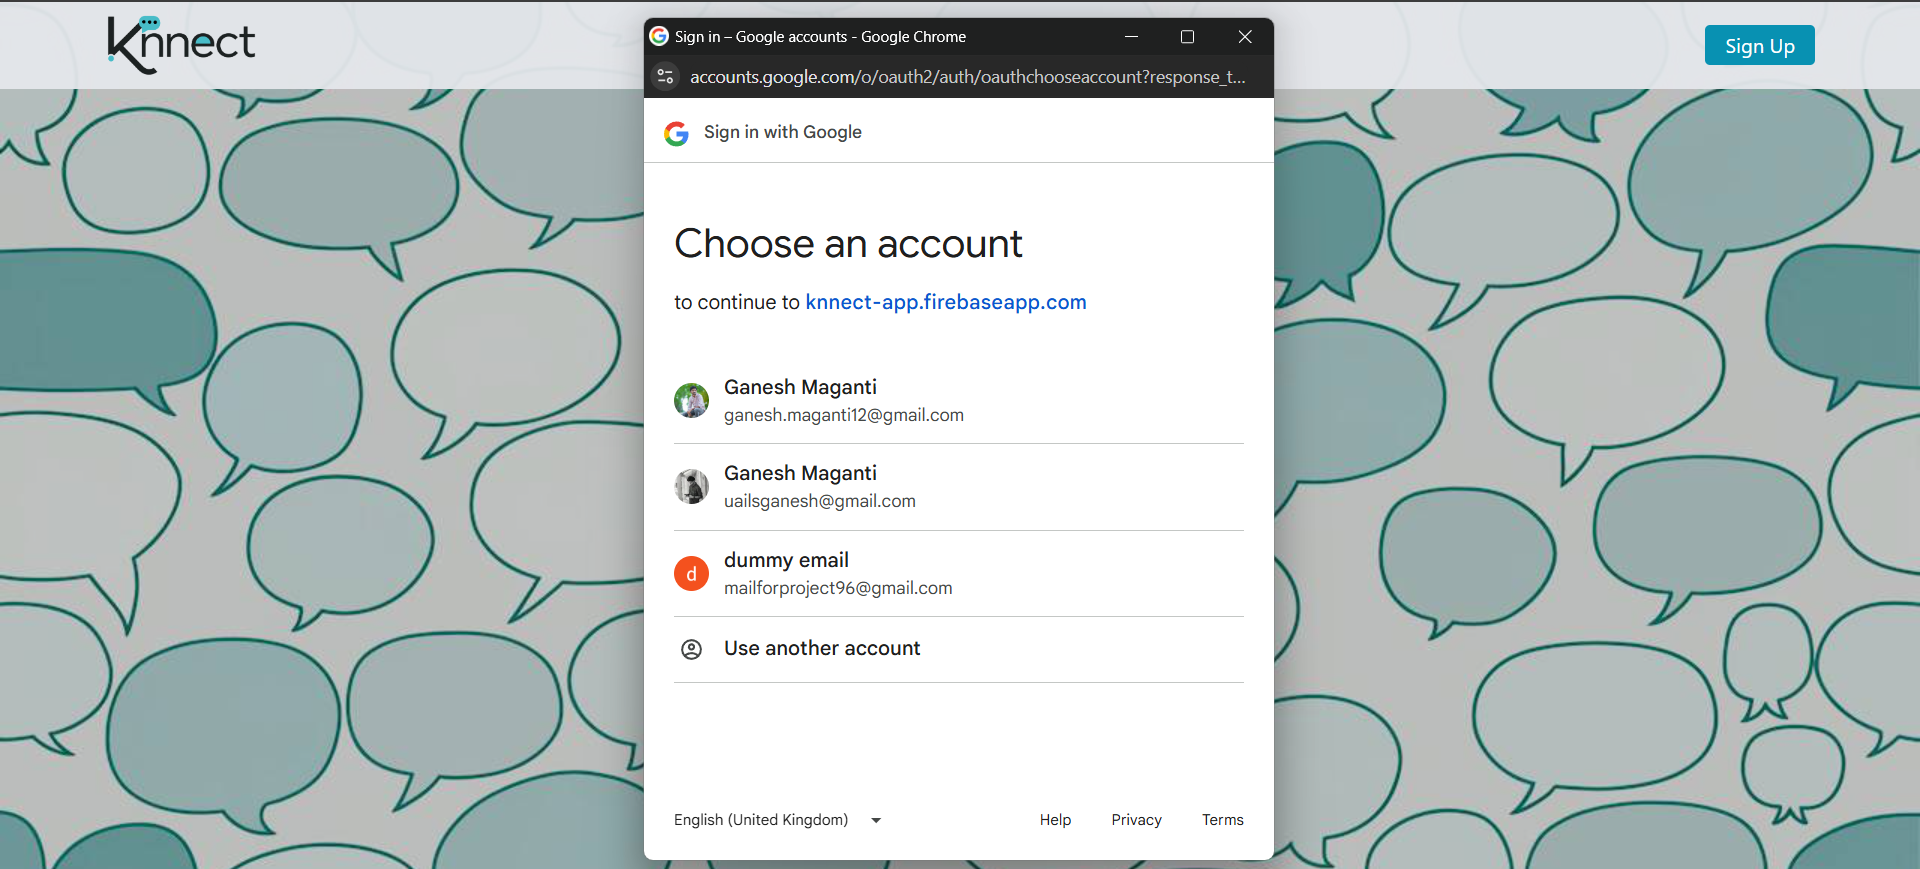 Knnect
Sign Up
Sign in – Google accounts - Google Chrome
accounts.google.com/o/oauth2/auth/oauthchooseaccount?response_t...
Sign in with Google
Choose an account
to continue to knnect-app.firebaseapp.com
Ganesh Maganti
ganesh.maganti12@gmail.com
Ganesh Maganti
uailsganesh@gmail.com
d
dummy email
mailforproject96@gmail.com
Use another account
English (United Kingdom)
Help
Privacy
Terms